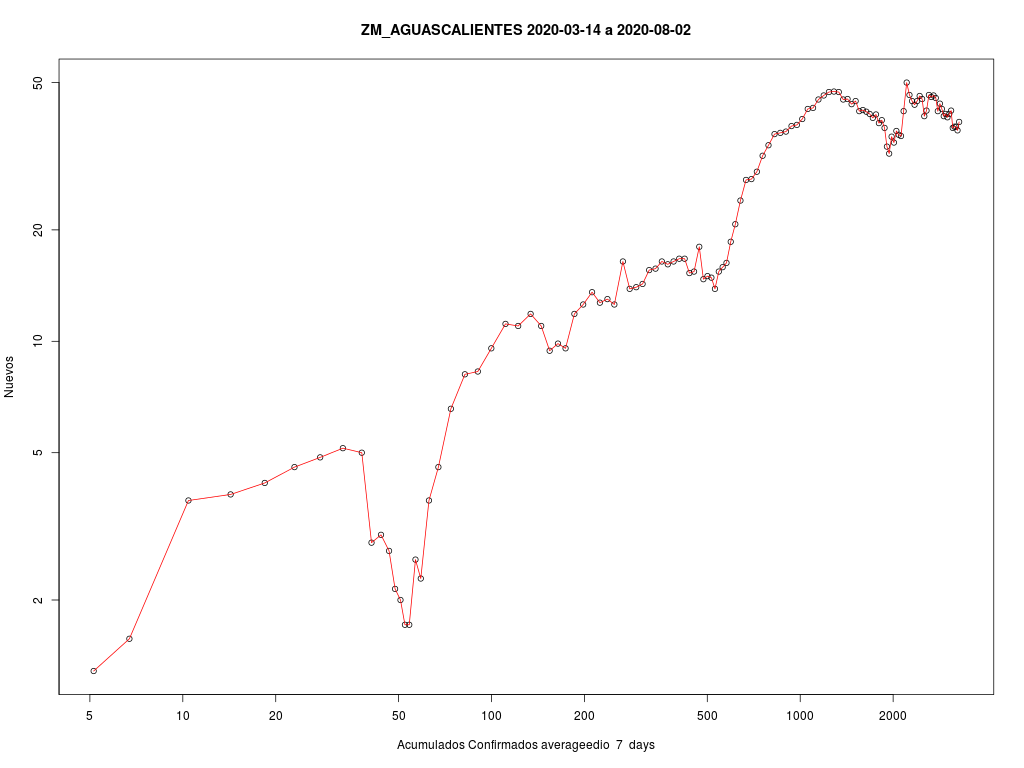 ZM_AGUASCALIENTES 2020-03-14 a 2020-08-02
50
20
10
5
2
Nuevos
5 10 20 50 100 200 500 1000 2000
Acumulados Confirmados averageedio 7 days